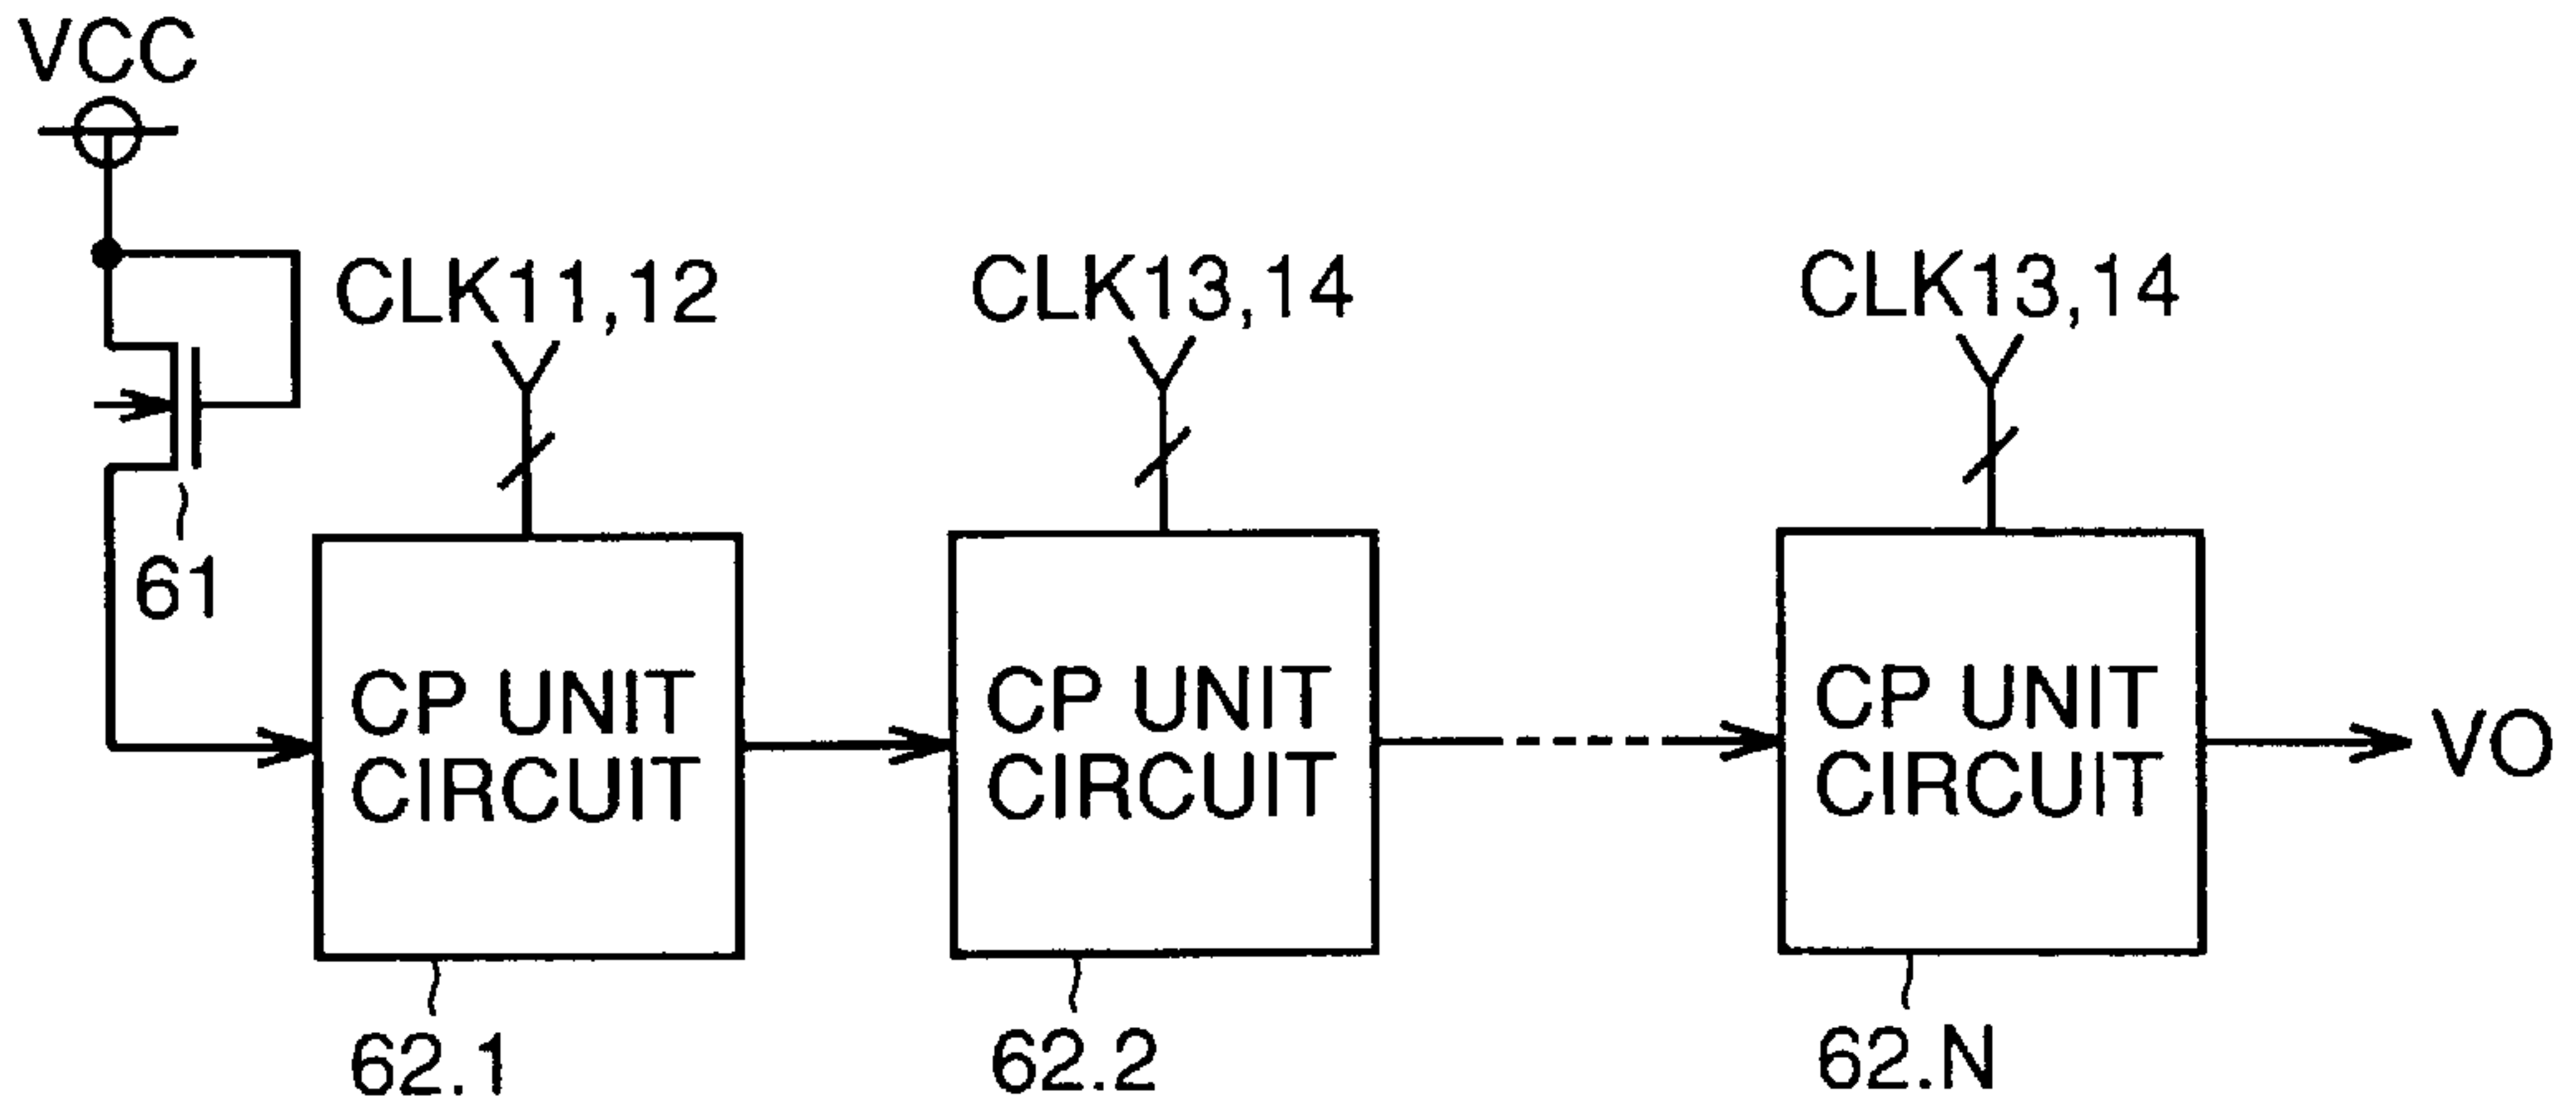 VCC
CLK11,12
CLK13,14
CLK13,14
61
CP UNIT
CIRCUIT
CP UNIT
CIRCUIT
CP UNIT
CIRCUIT
VO
62.1
62.2
62.N